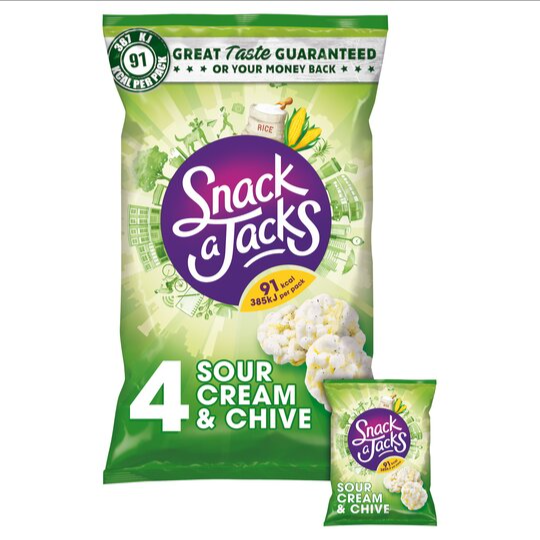 387 KJ
91
KCAL PER PACK
GREAT Taste GUARANTEED
OR YOUR MONEY BACK
RICE
Snack
a Jacks
91 kcal
385kJ per pack
4 SOUR
CREAM
& CHIVE
Snack
a Jacks
91
SOUR
CREAM
& CHIVE